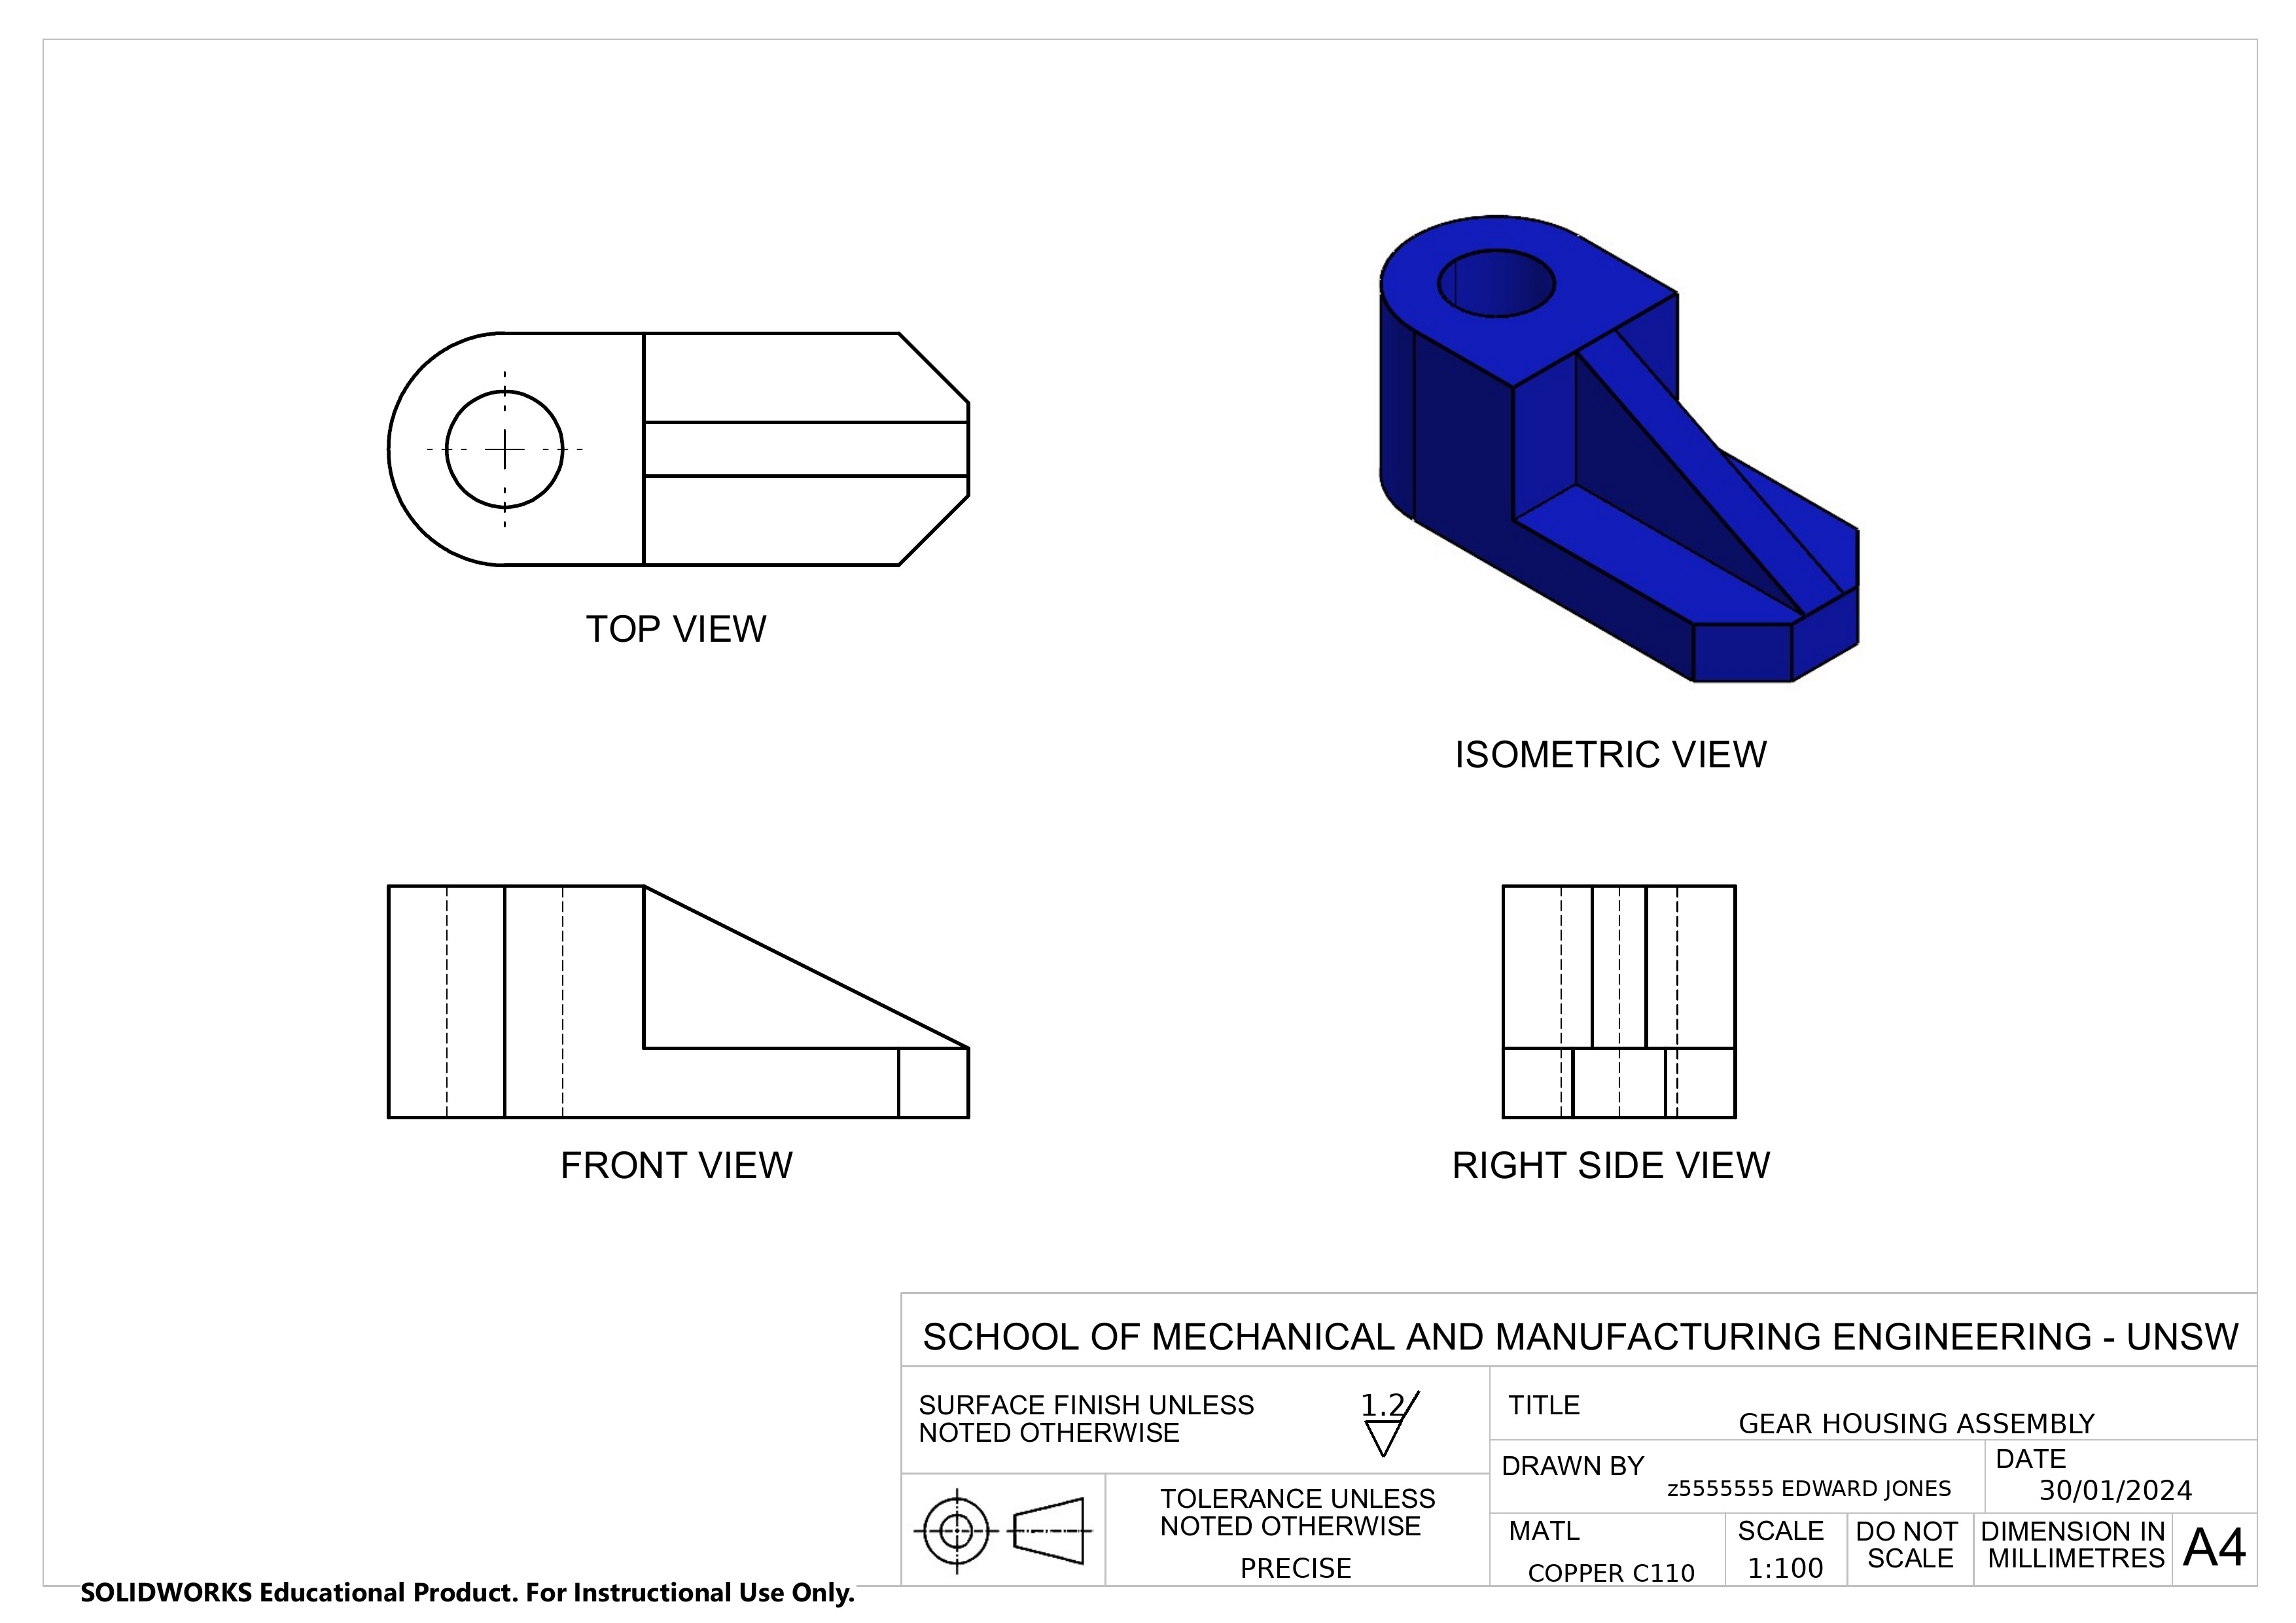 TOP VIEW
ISOMETRIC VIEW
FRONT VIEW
RIGHT SIDE VIEW
SCHOOL OF MECHANICAL AND MANUFACTURING ENGINEERING - UNSW
SURFACE FINISH UNLESS
NOTED OTHERWISE
1.2
TITLE
GEAR HOUSING ASSEMBLY
DRAWN BY
z5555555 EDWARD JONES
DATE
30/01/2024
TOLERANCE UNLESS
NOTED OTHERWISE
PRECISE
MATL
COPPER C110
SCALE
1:100
DO NOT
SCALE
DIMENSION IN
MILLIMETRES
A4
SOLIDWORKS Educational Product. For Instructional Use Only.